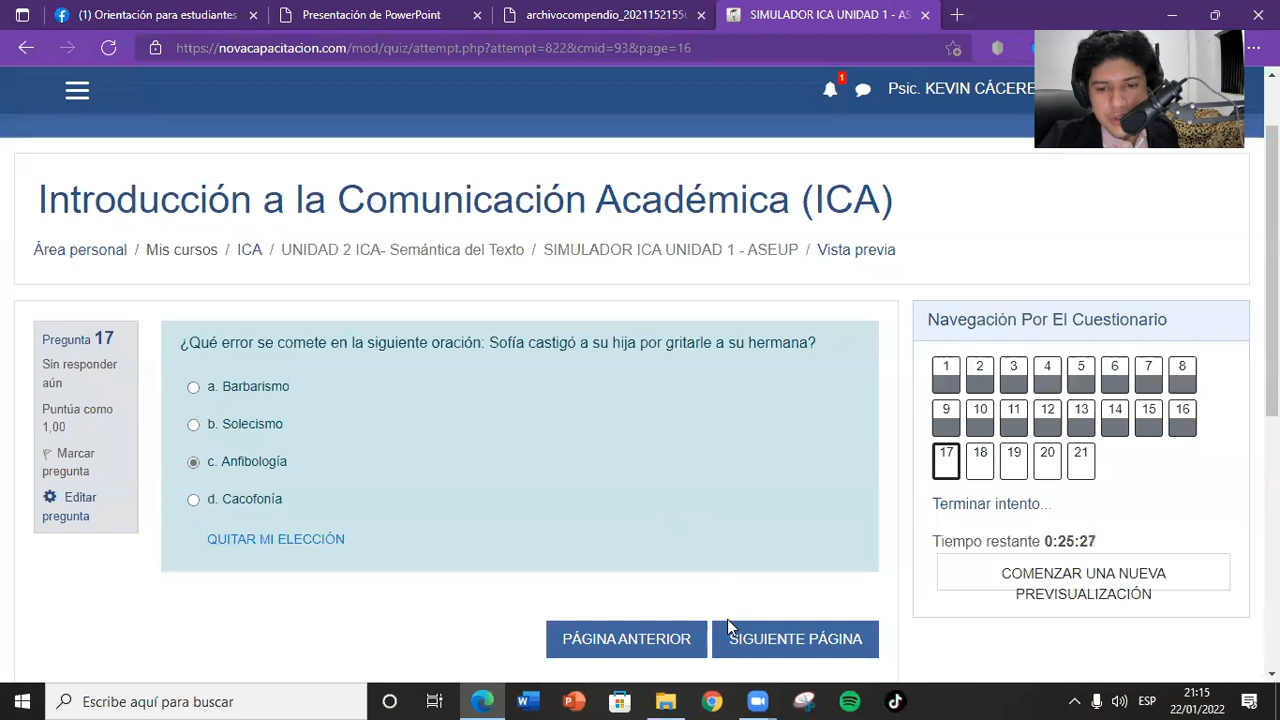 (1) Orientación para estudiantes
Presentación de PowerPoint
archivocompendio_2021152155
SIMULADOR ICA UNIDAD 1 - AS
https://novacapacitacion.com/mod/quiz/attempt.php?attempt=822&cmid=93&page=16
1
Psic. KEVIN CÁCERE
Introducción a la Comunicación Académica (ICA)
Área personal / Mis cursos / ICA / UNIDAD 2 ICA- Semántica del Texto / SIMULADOR ICA UNIDAD 1 - ASEUP / Vista previa
Pregunta 17
Sin responder
aún
Puntúa como
1,00
Marcar
pregunta
Editar
pregunta
¿Qué error se comete en la siguiente oración: Sofía castigó a su hija por gritarle a su hermana?
a. Barbarismo
b. Solecismo
c. Anfibología
d. Cacofonía
QUITAR MI ELECCIÓN
PÁGINA ANTERIOR
SIGUIENTE PÁGINA
Navegación Por El Cuestionario
1 2 3 4 5 6 7 8
9 10 11 12 13 14 15 16
17 18 19 20 21
Terminar intento...
Tiempo restante 0:25:27
COMENZAR UNA NUEVA
PREVISUALIZACIÓN
Escribe aquí para buscar
ESP
21:15
22/01/2022